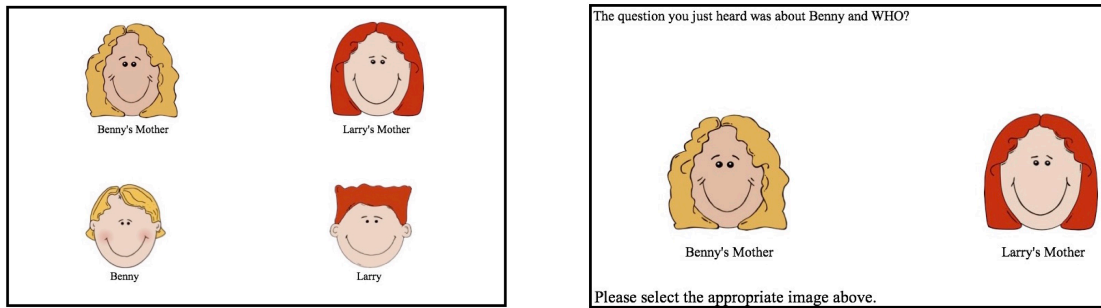 Benny's Mother
Larry's Mother
Benny
Larry
The question you just heard was about Benny and WHO?
Benny's Mother
Larry's Mother
Please select the appropriate image above.